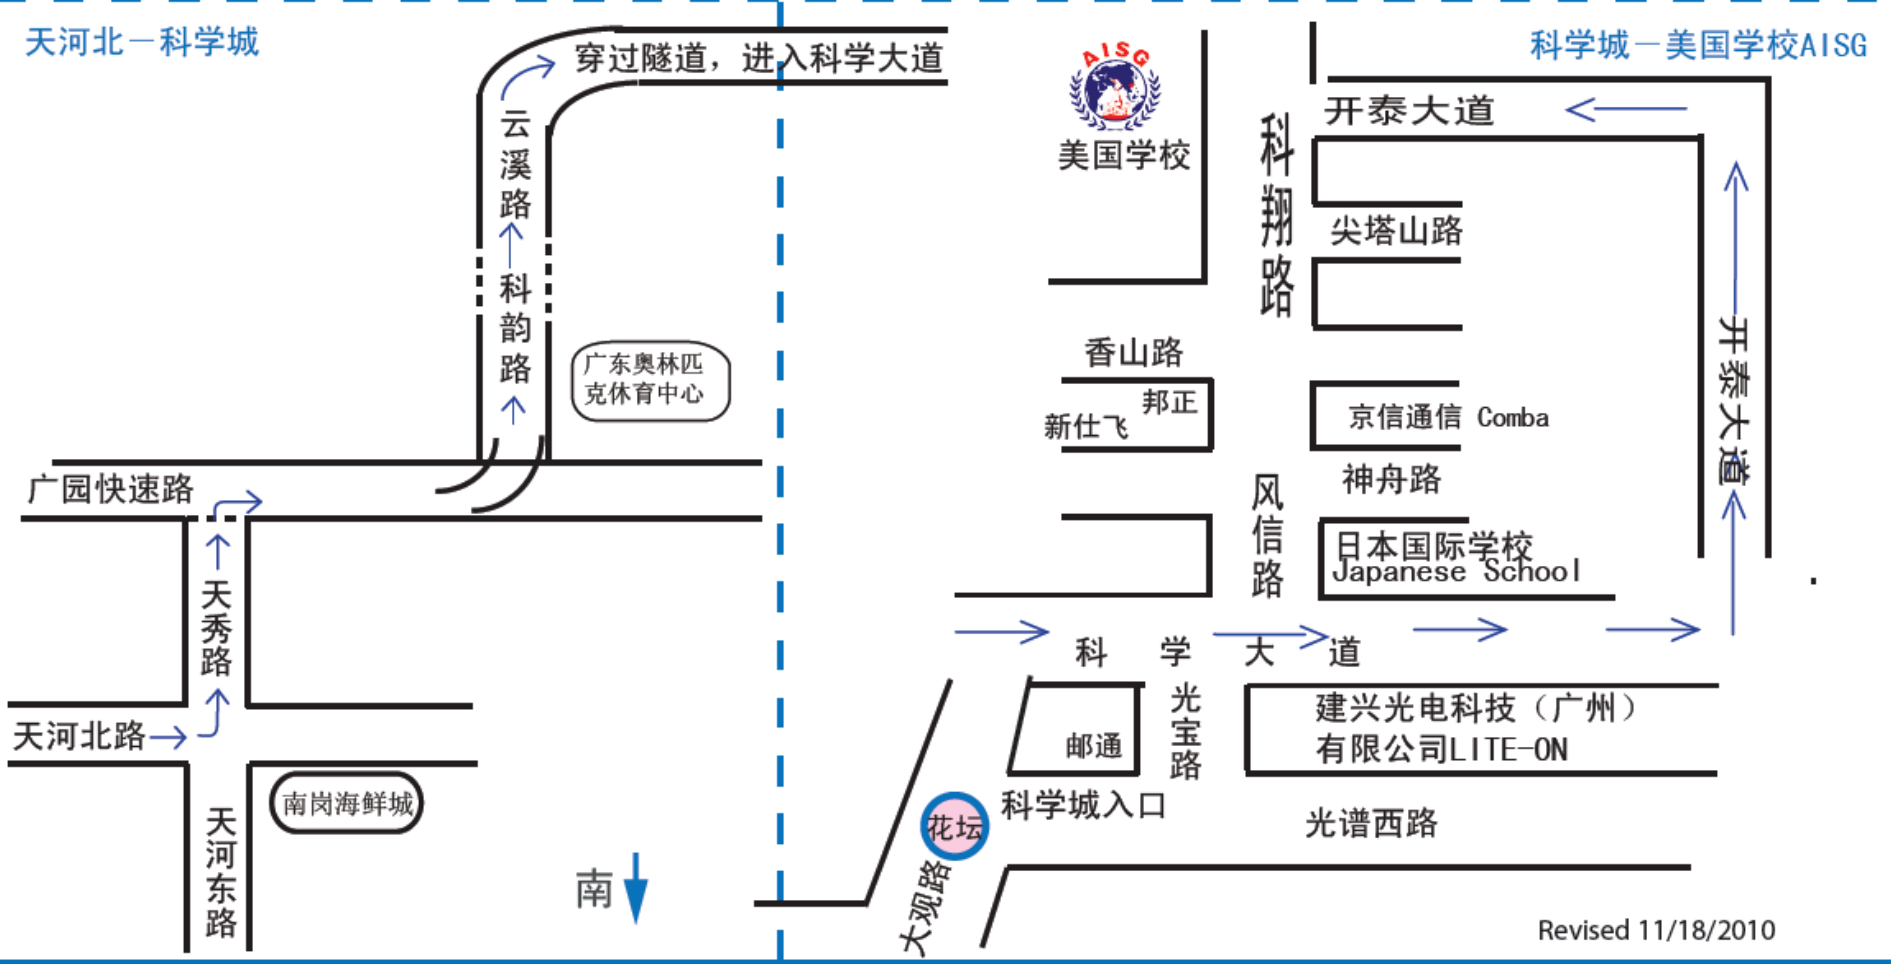 天河北－科学城
穿过隧道，进入科学大道
云溪路
科韵路
广东奥林匹
克休育中心
广园快速路
天秀路
天河北路
南岗海鲜城
天河东路
南
科学城－美国学校AISG
AISG
美国学校
科翔路
开泰大道
尖塔山路
开泰大道
香山路
邦正
新仕飞
京信通信 Comba
神舟路
风信路
日本国际学校
Japanese School
科学大道
光宝路
邮通
建兴光电科技（广州）
有限公司LITE-ON
科学城入口
花坛
光谱西路
大观路
Revised 11/18/2010